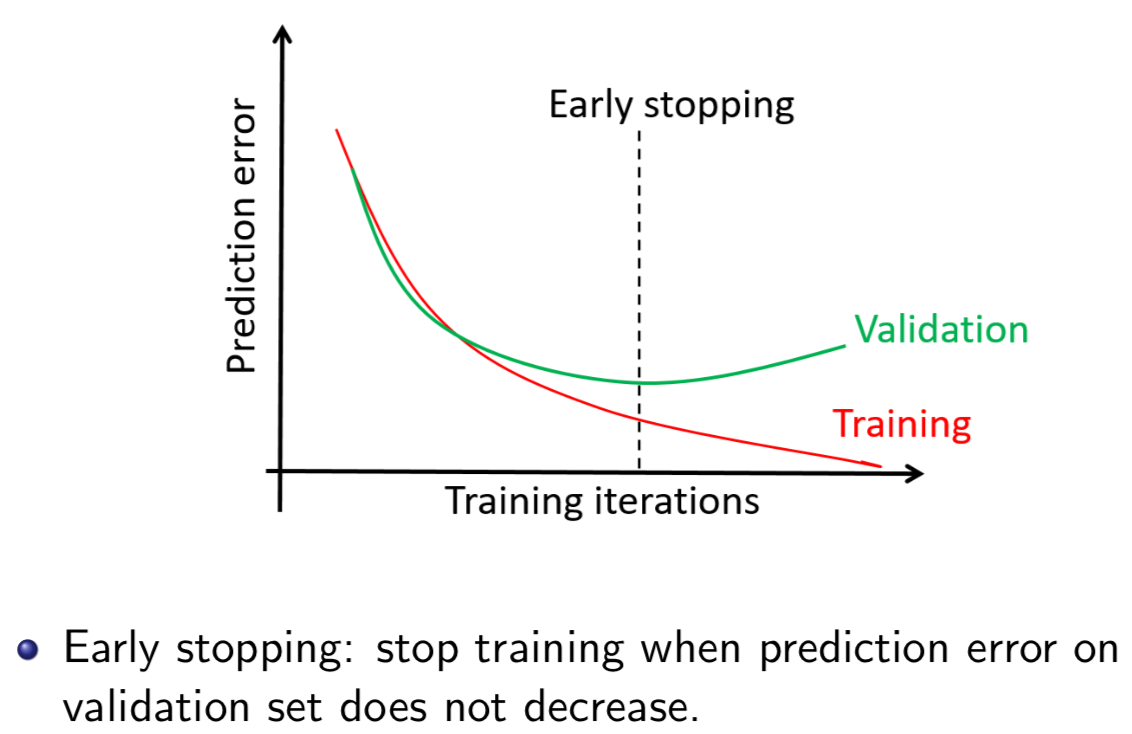 Early stopping
Prediction error
Validation
Training
Training iterations
Early stopping: stop training when prediction error on
validation set does not decrease.